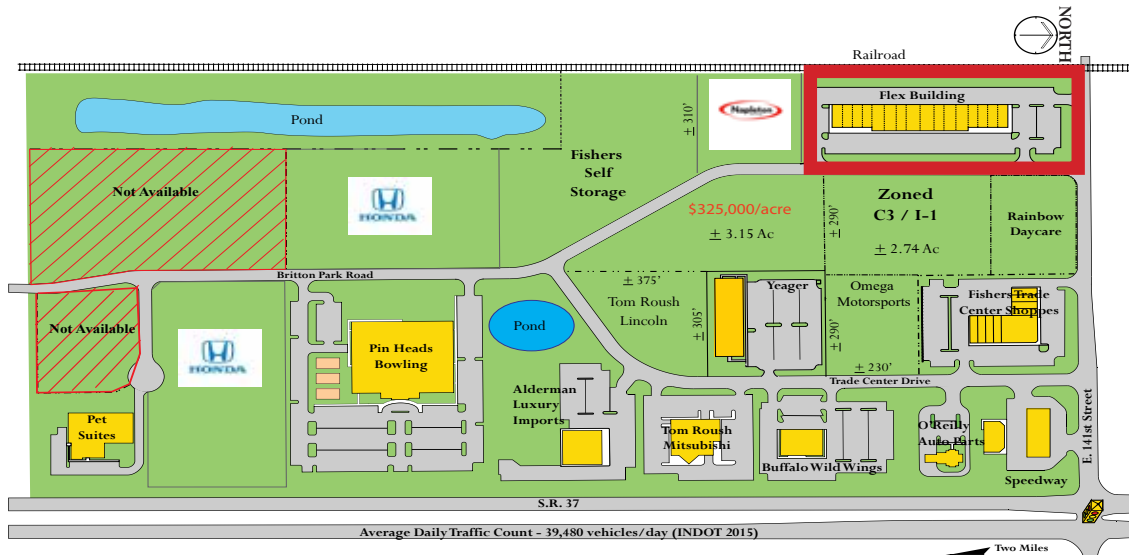 NORTH
Railroad
Flex Building
Napleton
± 310'
Pond
Fishers
Self
Storage
Not Available
HONDA
$325,000/acre
± 3.15 Ac
± 290'
Zoned
C3 / I-1
± 2.74 Ac
Rainbow
Daycare
Britton Park Road
± 375'
Tom Roush
Lincoln
± 305'
Yeager
Omega
Motorsports
± 290'
± 230'
Fishers Trade
Center Shoppes
Not Available
HONDA
Pin Heads
Bowling
Pond
Trade Center Drive
Alderman
Luxury
Imports
Pet
Suites
Tom Roush
Mitsubishi
Buffalo Wild Wings
O'Reilly
Auto Parts
Speedway
E. 141st Street
S.R. 37
Average Daily Traffic Count - 39,480 vehicles/day (INDOT 2015)
Two Miles